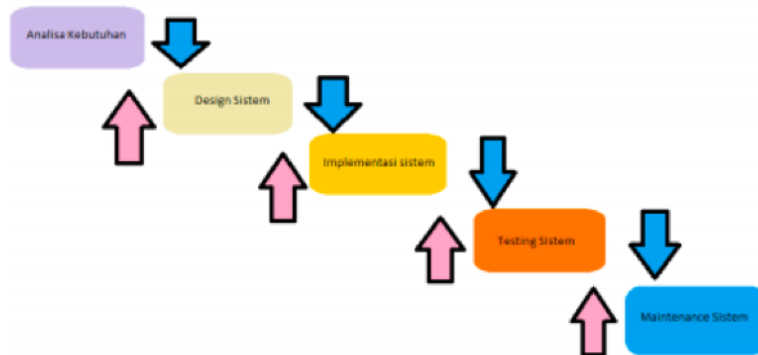 Analisa Kebutuhan
Design Sistem
Implementasi sistem
Testing Sistem
Maintenance Sistem